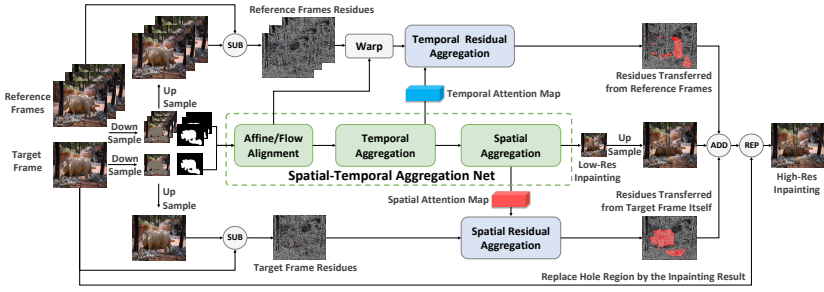 Reference Frames Residues
SUB
Warp
Temporal Residual
Aggregation
Residues Transferred
from Reference Frames
Reference
Frames
Up
Sample
Temporal Attention Map
Down
Sample
Target
Frame
Down
Sample
Affine/Flow
Alignment
Temporal
Aggregation
Spatial
Aggregation
Low-Res
Inpainting
Up
Sample
ADD
REP
High-Res
Inpainting
Spatial-Temporal Aggregation Net
Up
Sample
Spatial Attention Map
Residues Transferred
from Target Frame Itself
SUB
Target Frame Residues
Spatial Residual
Aggregation
Replace Hole Region by the Inpainting Result